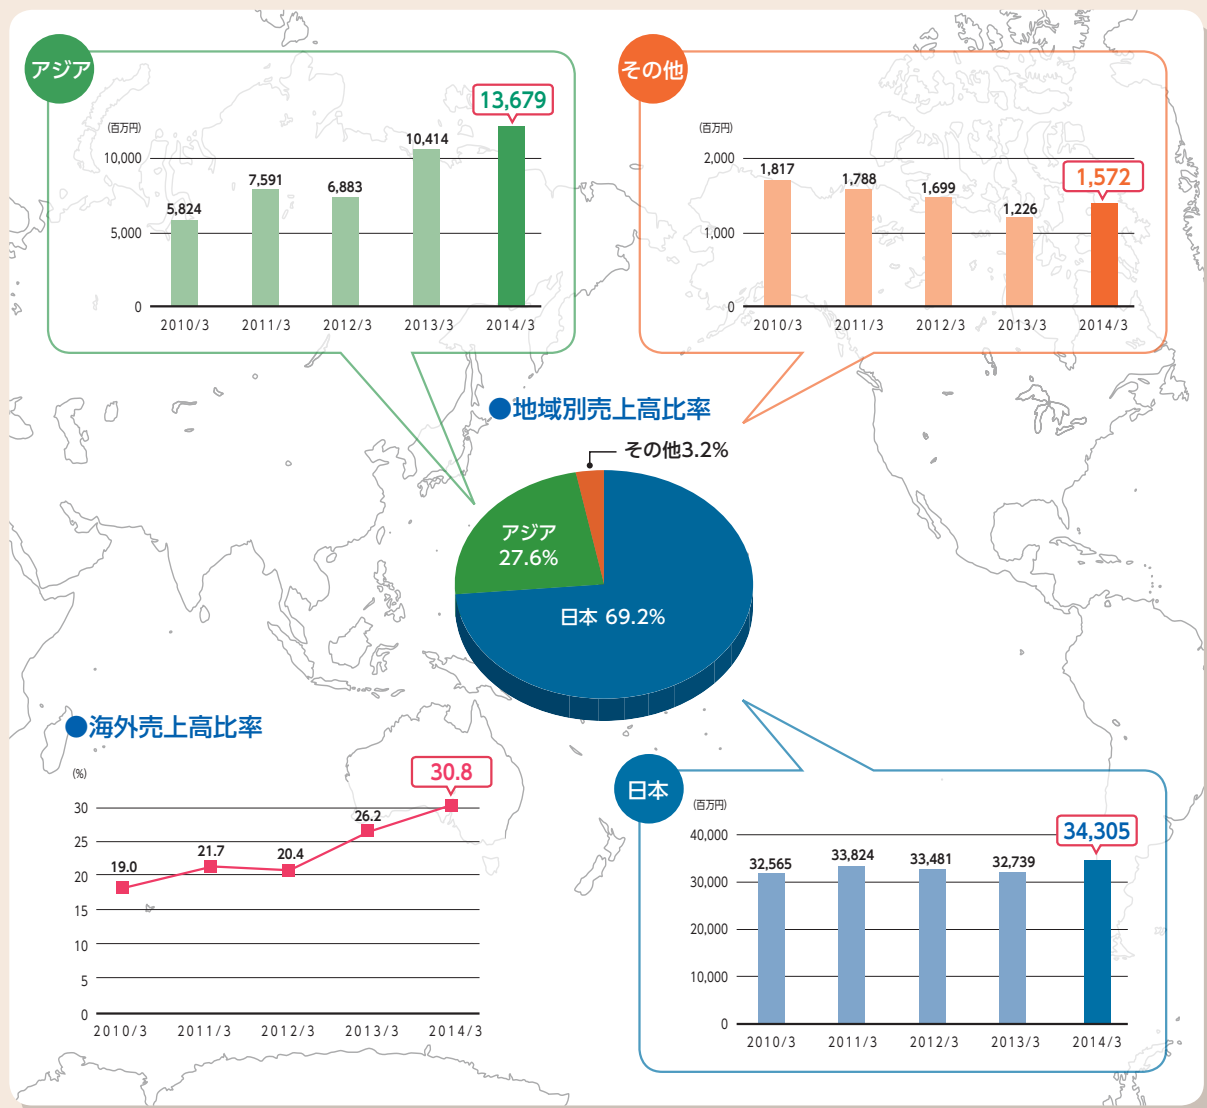 アジア
(百万円)
10,000
5,000
0
5,824
7,591
6,883
10,414
13,679
2010/3 2011/3 2012/3 2013/3 2014/3
その他
(百万円)
2,000
1,000
0
1,817
1,788
1,699
1,226
1,572
2010/3 2011/3 2012/3 2013/3 2014/3
●地域別売上高比率
その他3.2%
アジア
27.6%
日本 69.2%
●海外売上高比率
(%)
30
25
20
15
10
5
0
19.0
21.7
20.4
26.2
30.8
2010/3 2011/3 2012/3 2013/3 2014/3
日本
(百万円)
40,000
30,000
20,000
10,000
0
32,565
33,824
33,481
32,739
34,305
2010/3 2011/3 2012/3 2013/3 2014/3